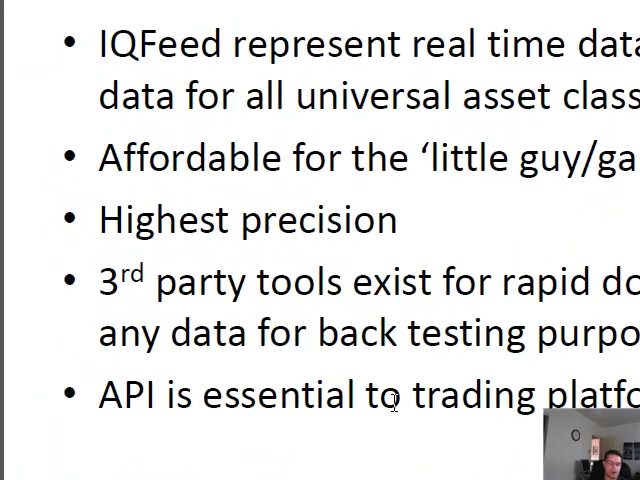 • IQFeed represent real time data
data for all universal asset class
• Affordable for the ‘little guy/ga
• Highest precision
• 3rd party tools exist for rapid do
any data for back testing purpo
• API is essential to trading platfo